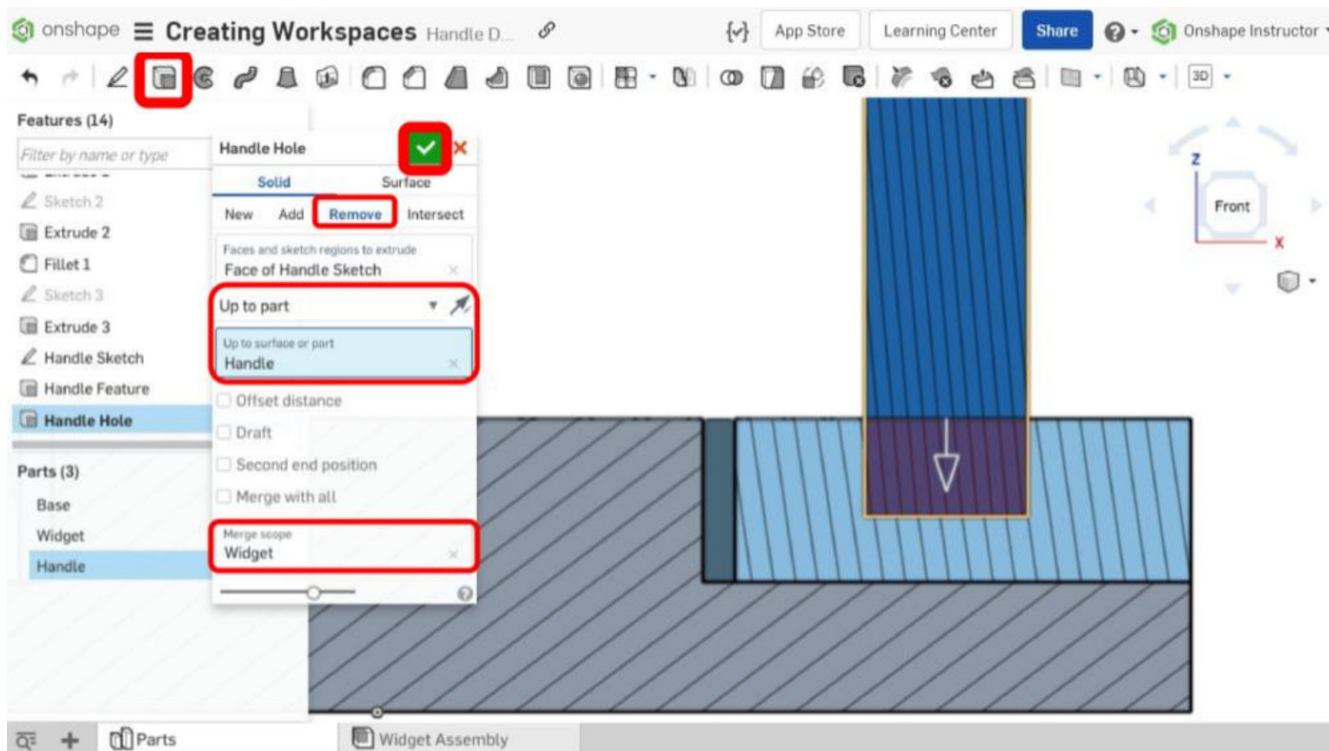 onshape Creating Workspaces Handle D... App Store Learning Center Share Onshape Instructor
3D
Features (14)
Filter by name or type
Sketch 2
Extrude 2
Fillet 1
Sketch 3
Extrude 3
Handle Sketch
Handle Feature
Handle Hole
Parts (3)
Base
Widget
Handle
Handle Hole
Solid Surface
New Add Remove Intersect
Faces and sketch regions to extrude
Face of Handle Sketch
Up to part
Up to surface or part
Handle
Offset distance
Draft
Second end position
Merge with all
Merge scope
Widget
Z
Front
X
Parts Widget Assembly